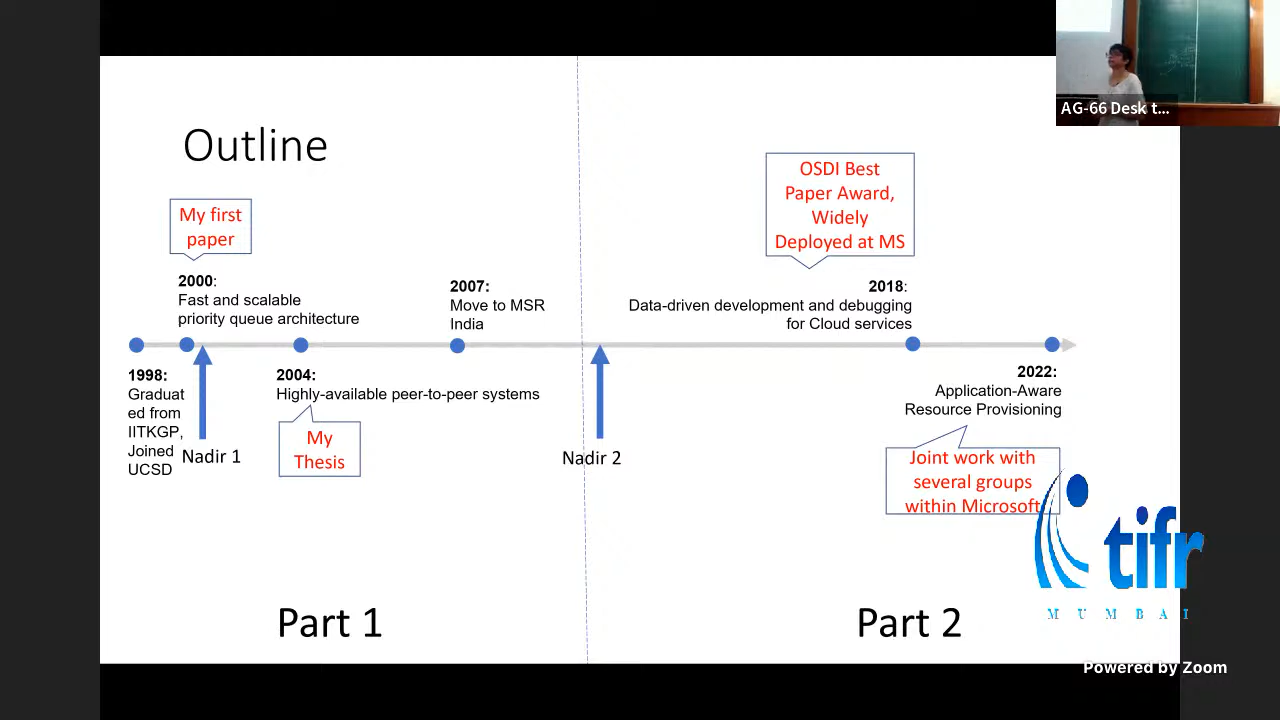 AG-66 Desk t...
Outline
OSDI Best
Paper Award,
Widely
Deployed at MS
My first
paper
2000:
Fast and scalable
priority queue architecture
2007:
Move to MSR
India
2018:
Data-driven development and debugging
for Cloud services
1998:
Graduat
ed from
IITKGP,
Joined
UCSD
Nadir 1
2004:
Highly-available peer-to-peer systems
My
Thesis
Nadir 2
2022:
Application-Aware
Resource Provisioning
Joint work with
several groups
within Microsoft
tifr
MUMBAI
Part 1
Part 2
Powered by Zoom